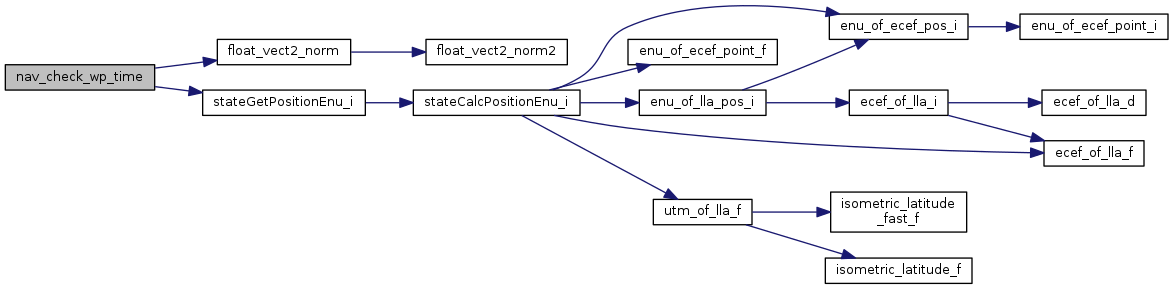 nav_check_wp_time
float_vect2_norm
float_vect2_norm2
stateGetPositionEnu_i
stateCalcPositionEnu_i
enu_of_ecef_pos_i
enu_of_ecef_point_i
enu_of_ecef_point_f
enu_of_lla_pos_i
ecef_of_lla_i
ecef_of_lla_d
ecef_of_lla_f
utm_of_lla_f
isometric_latitude
_fast_f
isometric_latitude_f